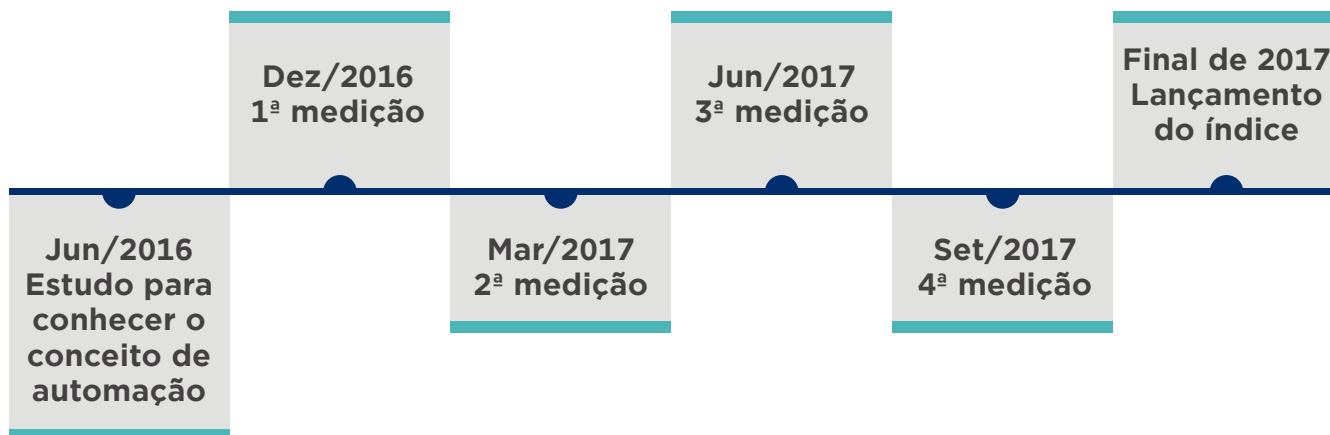 Jun/2016
Estudo para
conhecer o
conceito de
automação
Dez/2016
1ª medição
Mar/2017
2ª medição
Jun/2017
3ª medição
Set/2017
4ª medição
Final de 2017
Lançamento
do índice